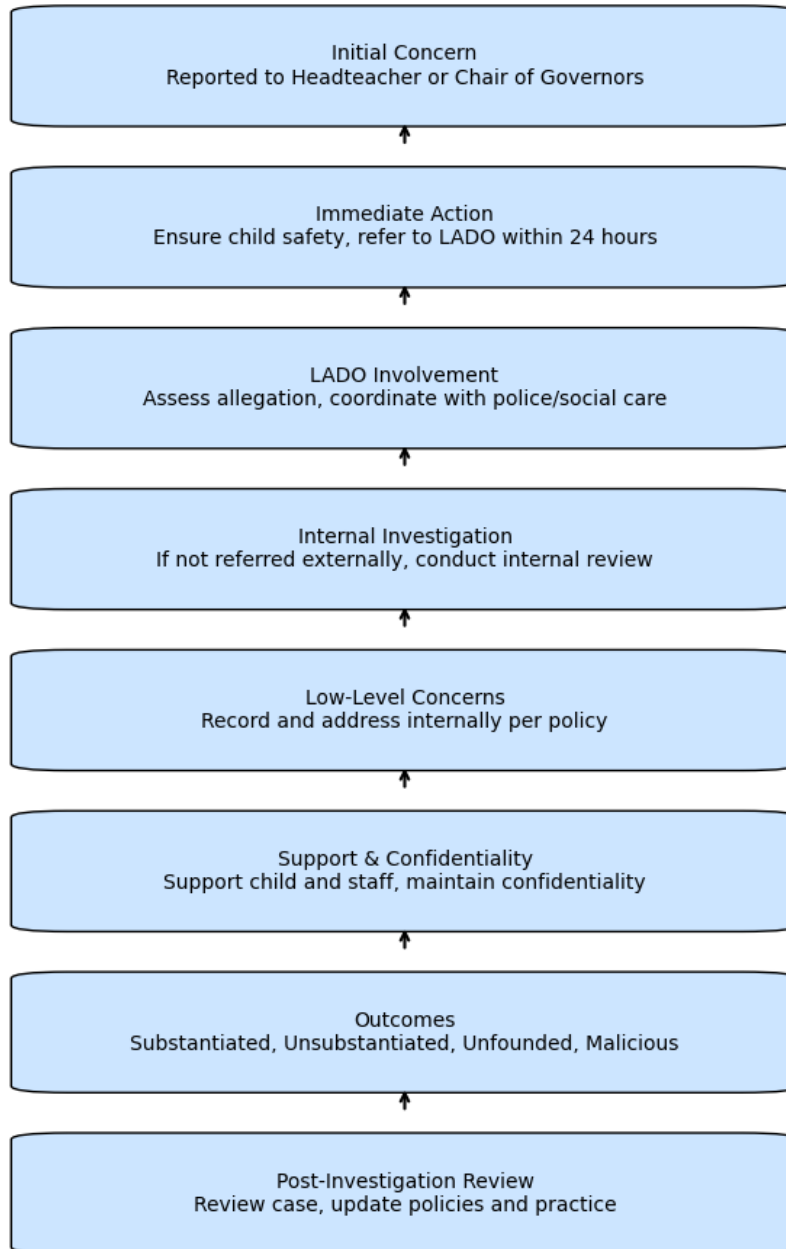 Initial Concern
Reported to Headteacher or Chair of Governors
Immediate Action
Ensure child safety, refer to LADO within 24 hours
LADO Involvement
Assess allegation, coordinate with police/social care
Internal Investigation
If not referred externally, conduct internal review
Low-Level Concerns
Record and address internally per policy
Support & Confidentiality
Support child and staff, maintain confidentiality
Outcomes
Substantiated, Unsubstantiated, Unfounded, Malicious
Post-Investigation Review
Review case, update policies and practice